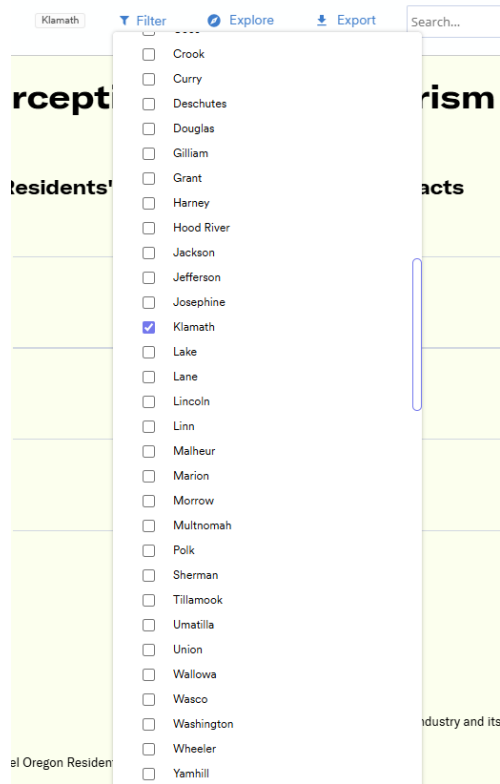 Klamath Filter Explore Export Search...
Crook
Curry
rcepti rism
Deschutes
Douglas
Gilliam
Grant
Residents' acts
Harney
Hood River
Jackson
Jefferson
Josephine
Klamath
Lake
Lane
Lincoln
Linn
Malheur
Marion
Morrow
Multnomah
Polk
Sherman
Tillamook
Umatilla
Union
Wallowa
Wasco
Washington ndustry and its
Wheeler
el Oregon Residen
Yamhill